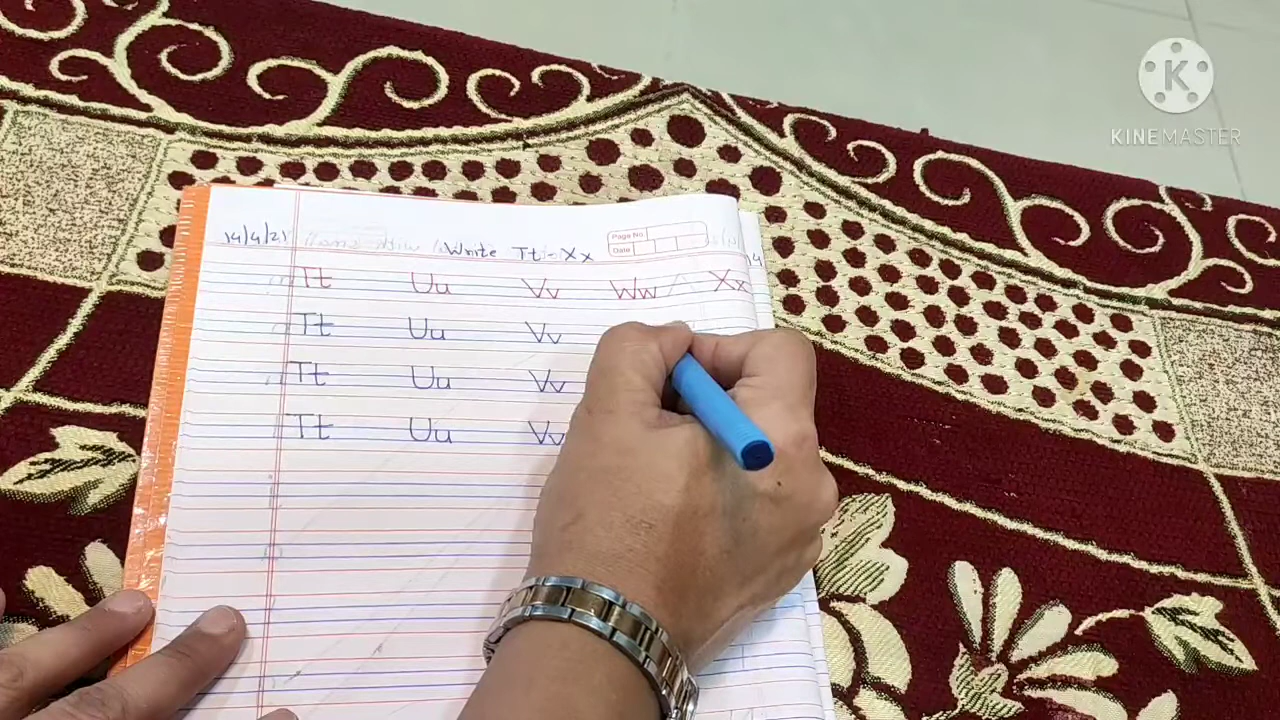 K
KINEMASTER
14/4/21 Write Tt - Xx
Page No
Date
Tt Uu Vv Ww Xx
Tt Uu Vv
Tt Uu Vv
Tt Uu Vv